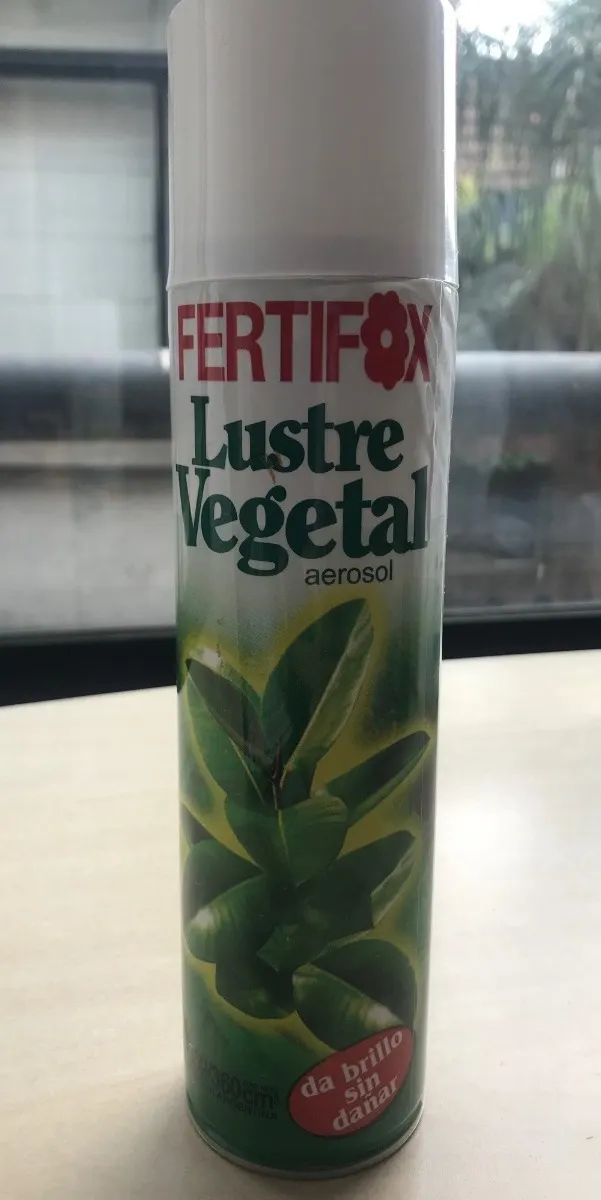 FERTIFOX
Lustre
Vegetal
aerosol
da brillo
sin
dañar